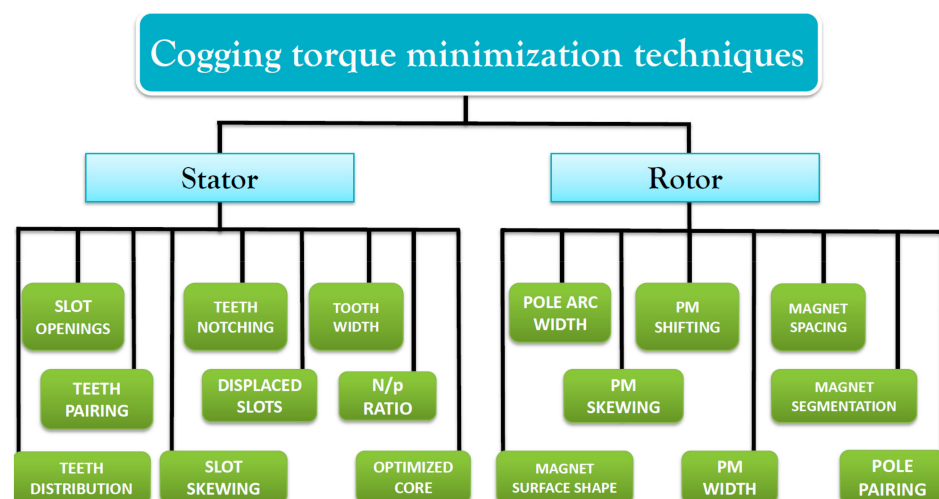 Cogging torque minimization techniques
Stator
Rotor
SLOT
OPENINGS
TEETH
NOTCHING
TOOTH
WIDTH
POLE ARC
WIDTH
PM
SHIFTING
MAGNET
SPACING
TEETH
PAIRING
DISPLACED
SLOTS
N/p
RATIO
PM
SKEWING
MAGNET
SEGMENTATION
TEETH
DISTRIBUTION
SLOT
SKEWING
OPTIMIZED
CORE
MAGNET
SURFACE SHAPE
PM
WIDTH
POLE
PAIRING